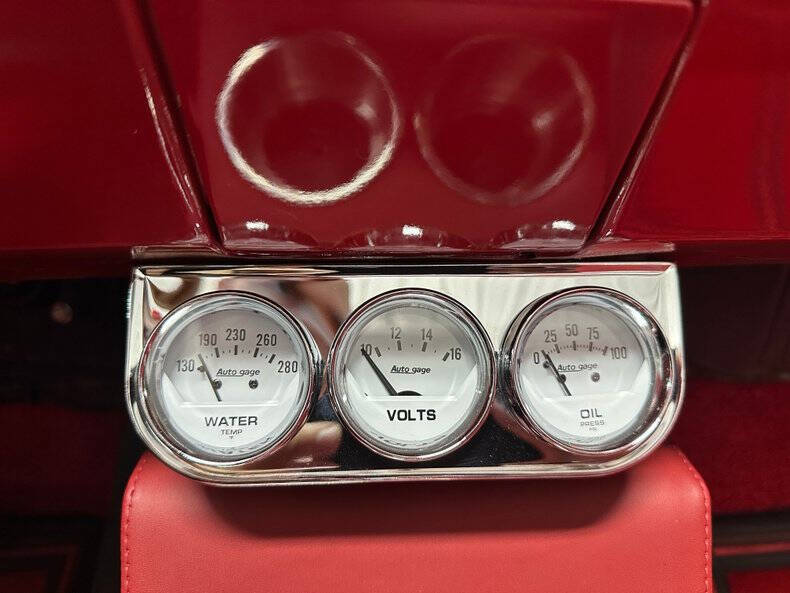 130 190 230 260 280
Auto gage
WATER
TEMP
°F
10 12 14 16
Auto gage
VOLTS
0 25 50 75 100
Auto gage
OIL
PRESS
PSI